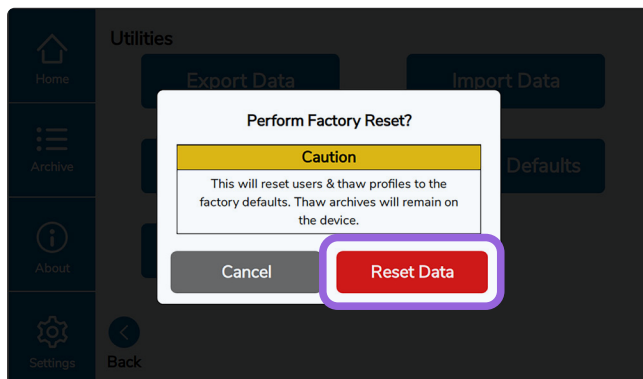 Utilities
Home
Export Data
Import Data
Perform Factory Reset?
Caution
This will reset users & thaw profiles to the
factory defaults. Thaw archives will remain on
the device.
Archive
Defaults
Cancel
Reset Data
About
Settings
Back